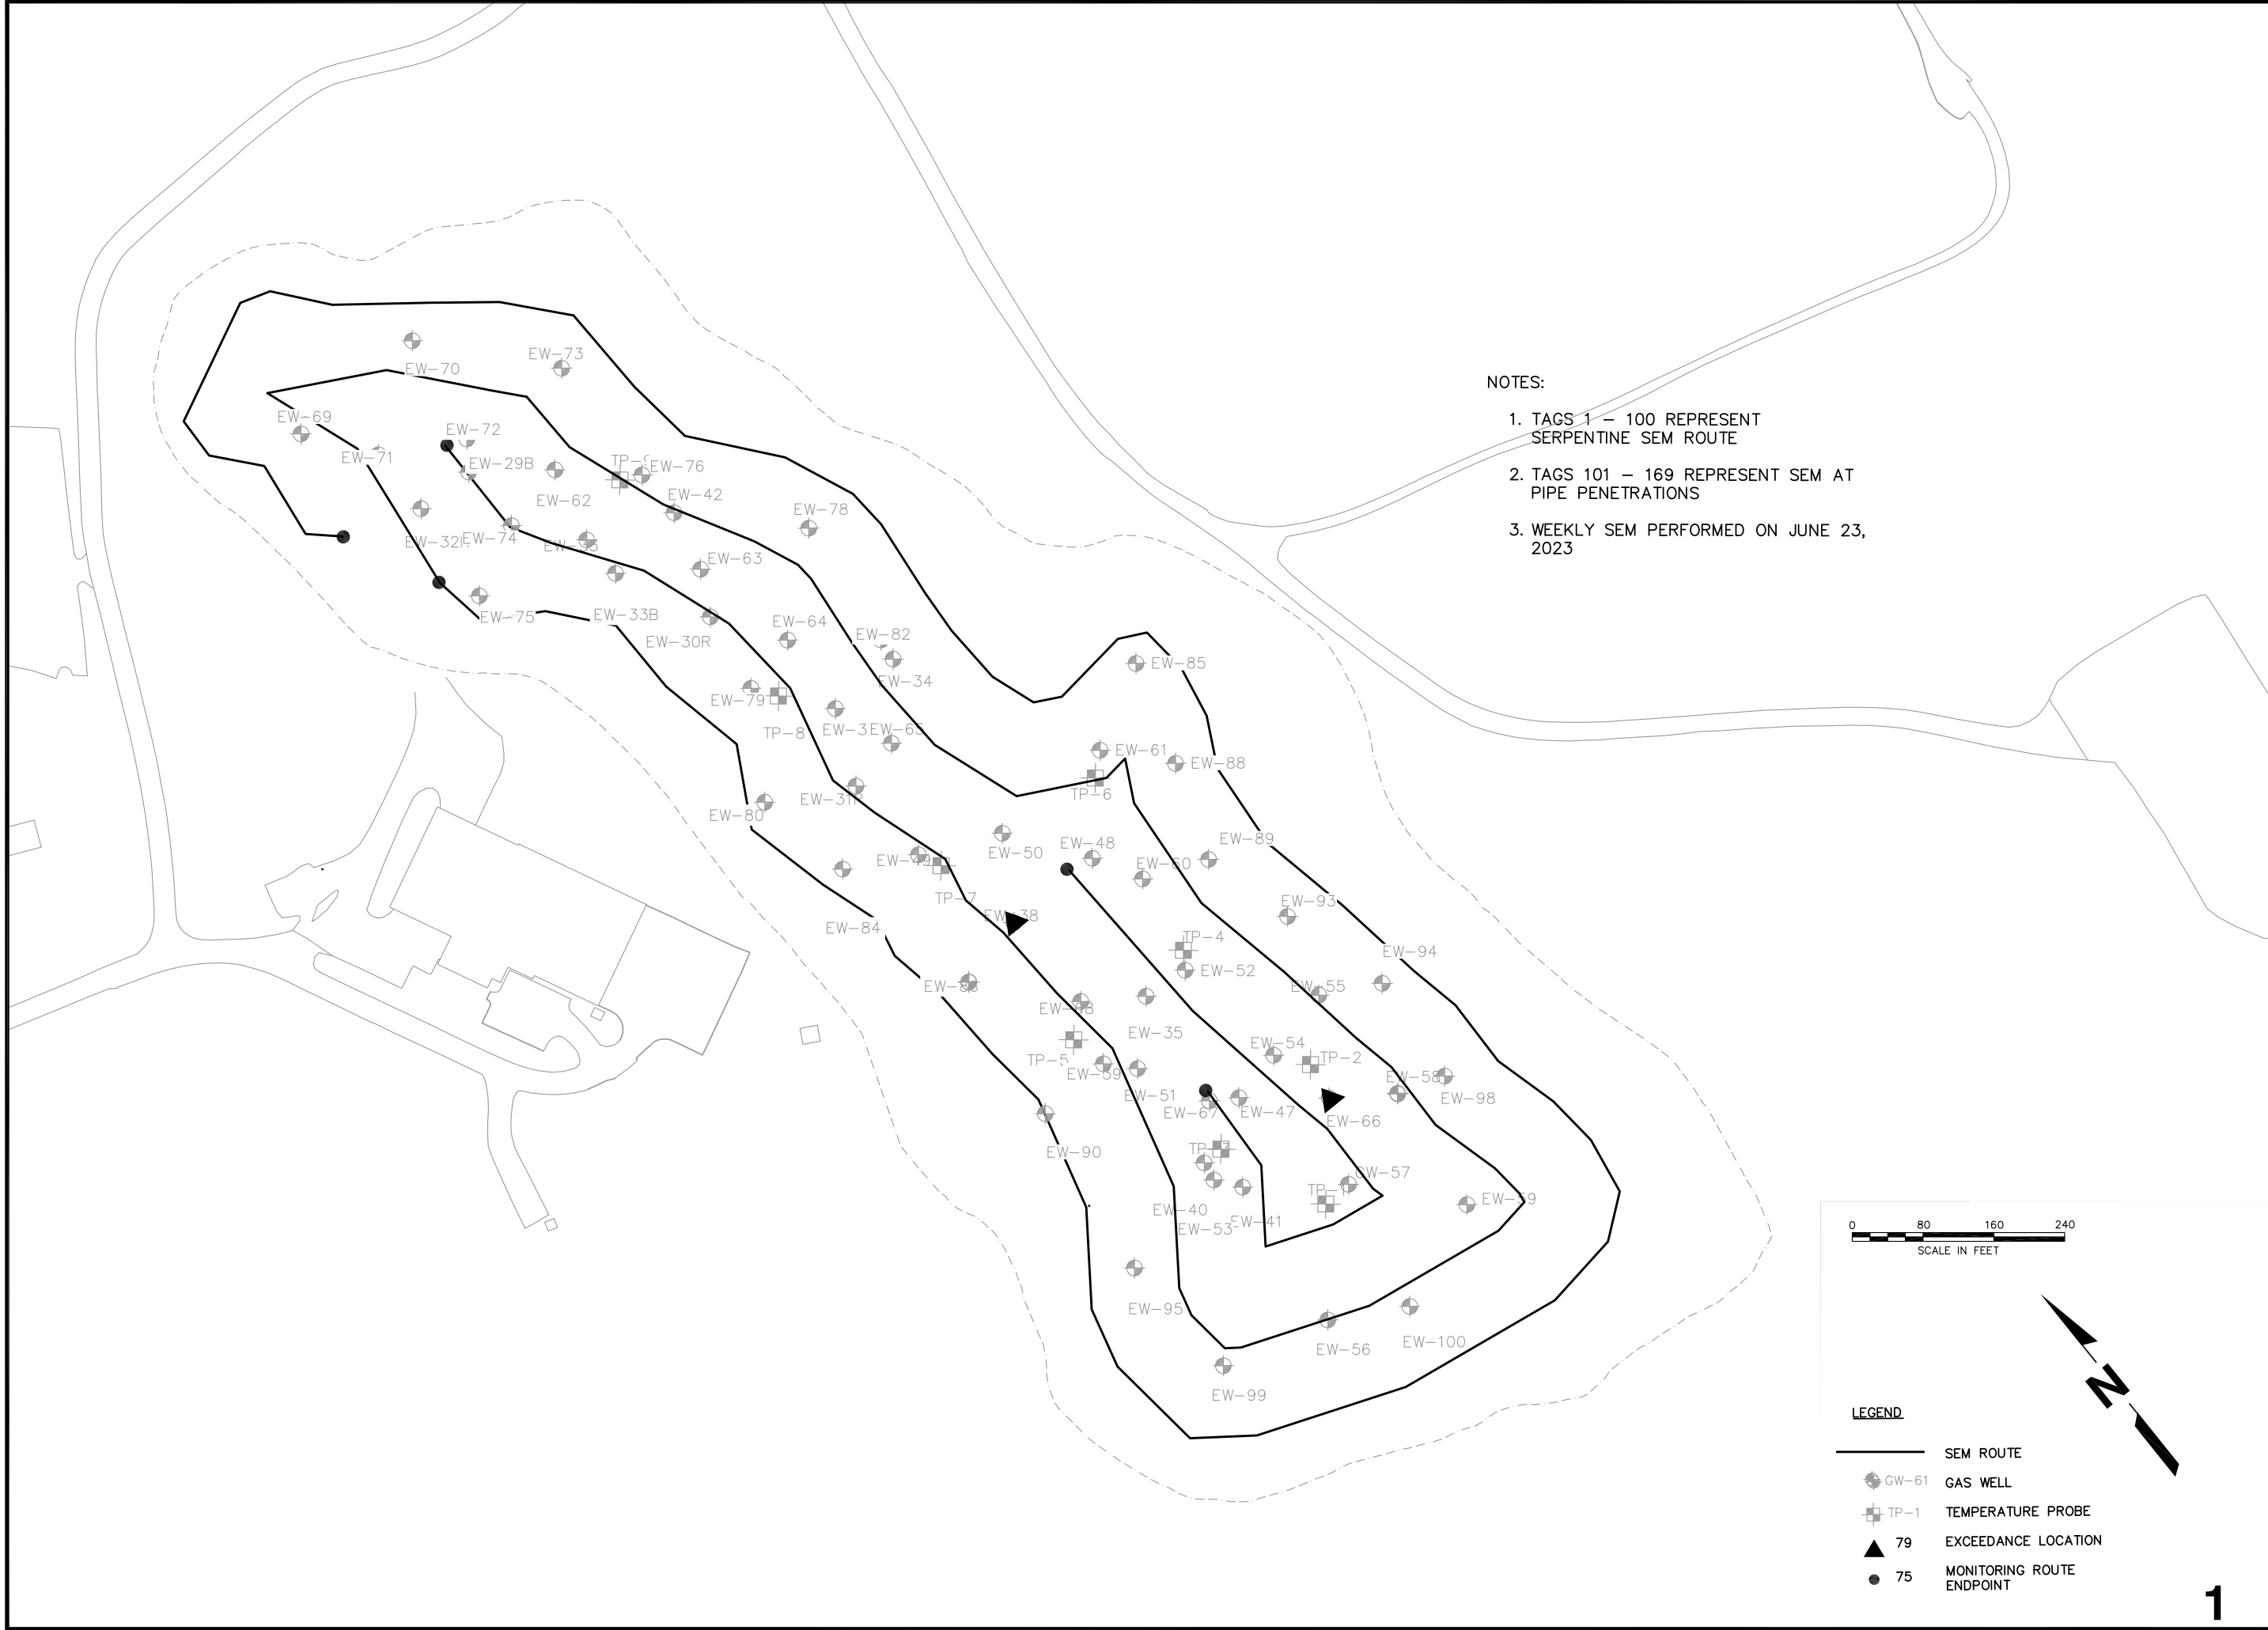 EW-73
EW-70
EW-69
EW-72
EW-71
EW-29B
EW-76
EW-62
EW-42
EW-78
EW-74
EW-63
EW-75
EW-33B
EW-30R
EW-64
EW-82
EW-34
EW-85
EW-79
TP-8
EW-65
EW-61
EW-88
TP-6
EW-80
EW-50
EW-48
EW-60
EW-89
TP-7
EW-84
EW-93
TP-4
EW-52
EW-94
EW-55
EW-35
EW-54
TP-2
EW-59
EW-51
EW-67
EW-47
EW-66
EW-58
EW-98
EW-90
EW-40
EW-53
EW-41
EW-59
EW-95
EW-56
EW-100
EW-99
NOTES:
1. TAGS 1 – 100 REPRESENT
SERPENTINE SEM ROUTE
2. TAGS 101 – 169 REPRESENT SEM AT
PIPE PENETRATIONS
3. WEEKLY SEM PERFORMED ON JUNE 23,
2023
0 80 160 240
SCALE IN FEET
N
LEGEND
SEM ROUTE
GW-61 GAS WELL
TP-1 TEMPERATURE PROBE
79 EXCEEDANCE LOCATION
75 MONITORING ROUTE
ENDPOINT
1